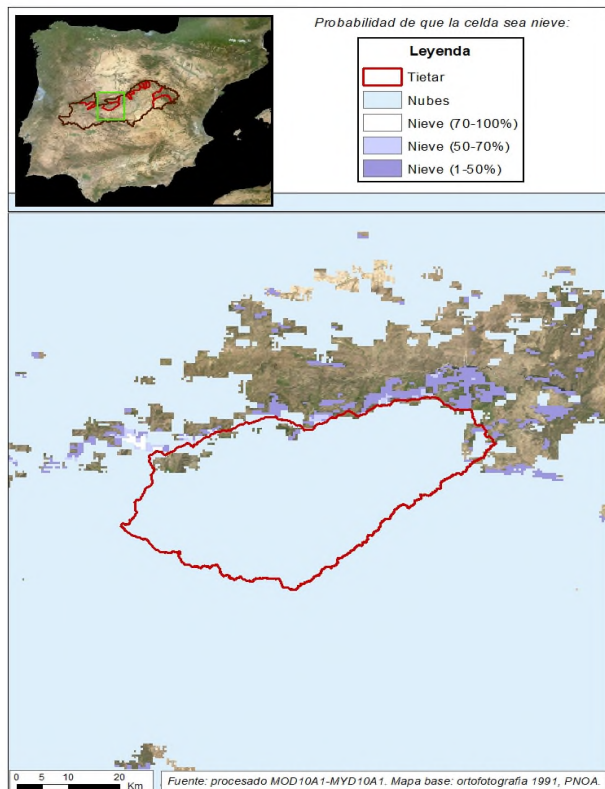 Probabilidad de que la celda sea nieve:
Leyenda
Tietar
Nubes
Nieve (70-100%)
Nieve (50-70%)
Nieve (1-50%)
0 5 10 20
Km
Fuente: procesado MOD10A1-MYD10A1. Mapa base: ortofotografia 1991, PNOA.